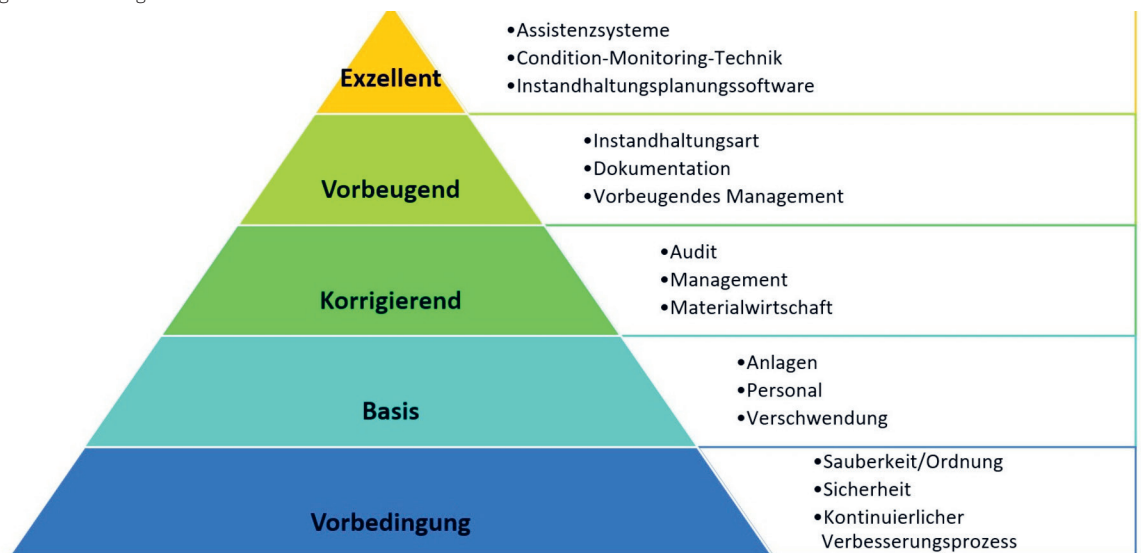 •Assistenzsysteme
•Condition-Monitoring-Technik
•Instandhaltungsplanungssoftware
Exzellent
•Instandhaltungsart
•Dokumentation
•Vorbeugendes Management
Vorbeugend
•Audit
•Management
•Materialwirtschaft
Korrigierend
•Anlagen
•Personal
•Verschwendung
Basis
•Sauberkeit/Ordnung
•Sicherheit
•Kontinuierlicher
Verbesserungsprozess
Vorbedingung